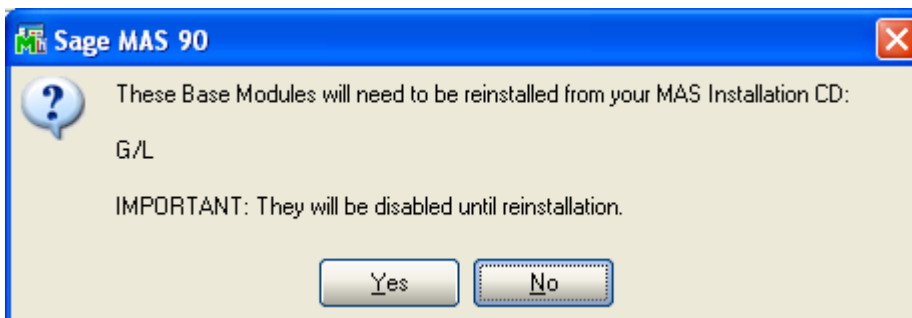 Sage MAS 90
These Base Modules will need to be reinstalled from your MAS Installation CD:
G/L
IMPORTANT: They will be disabled until reinstallation.
Yes
No